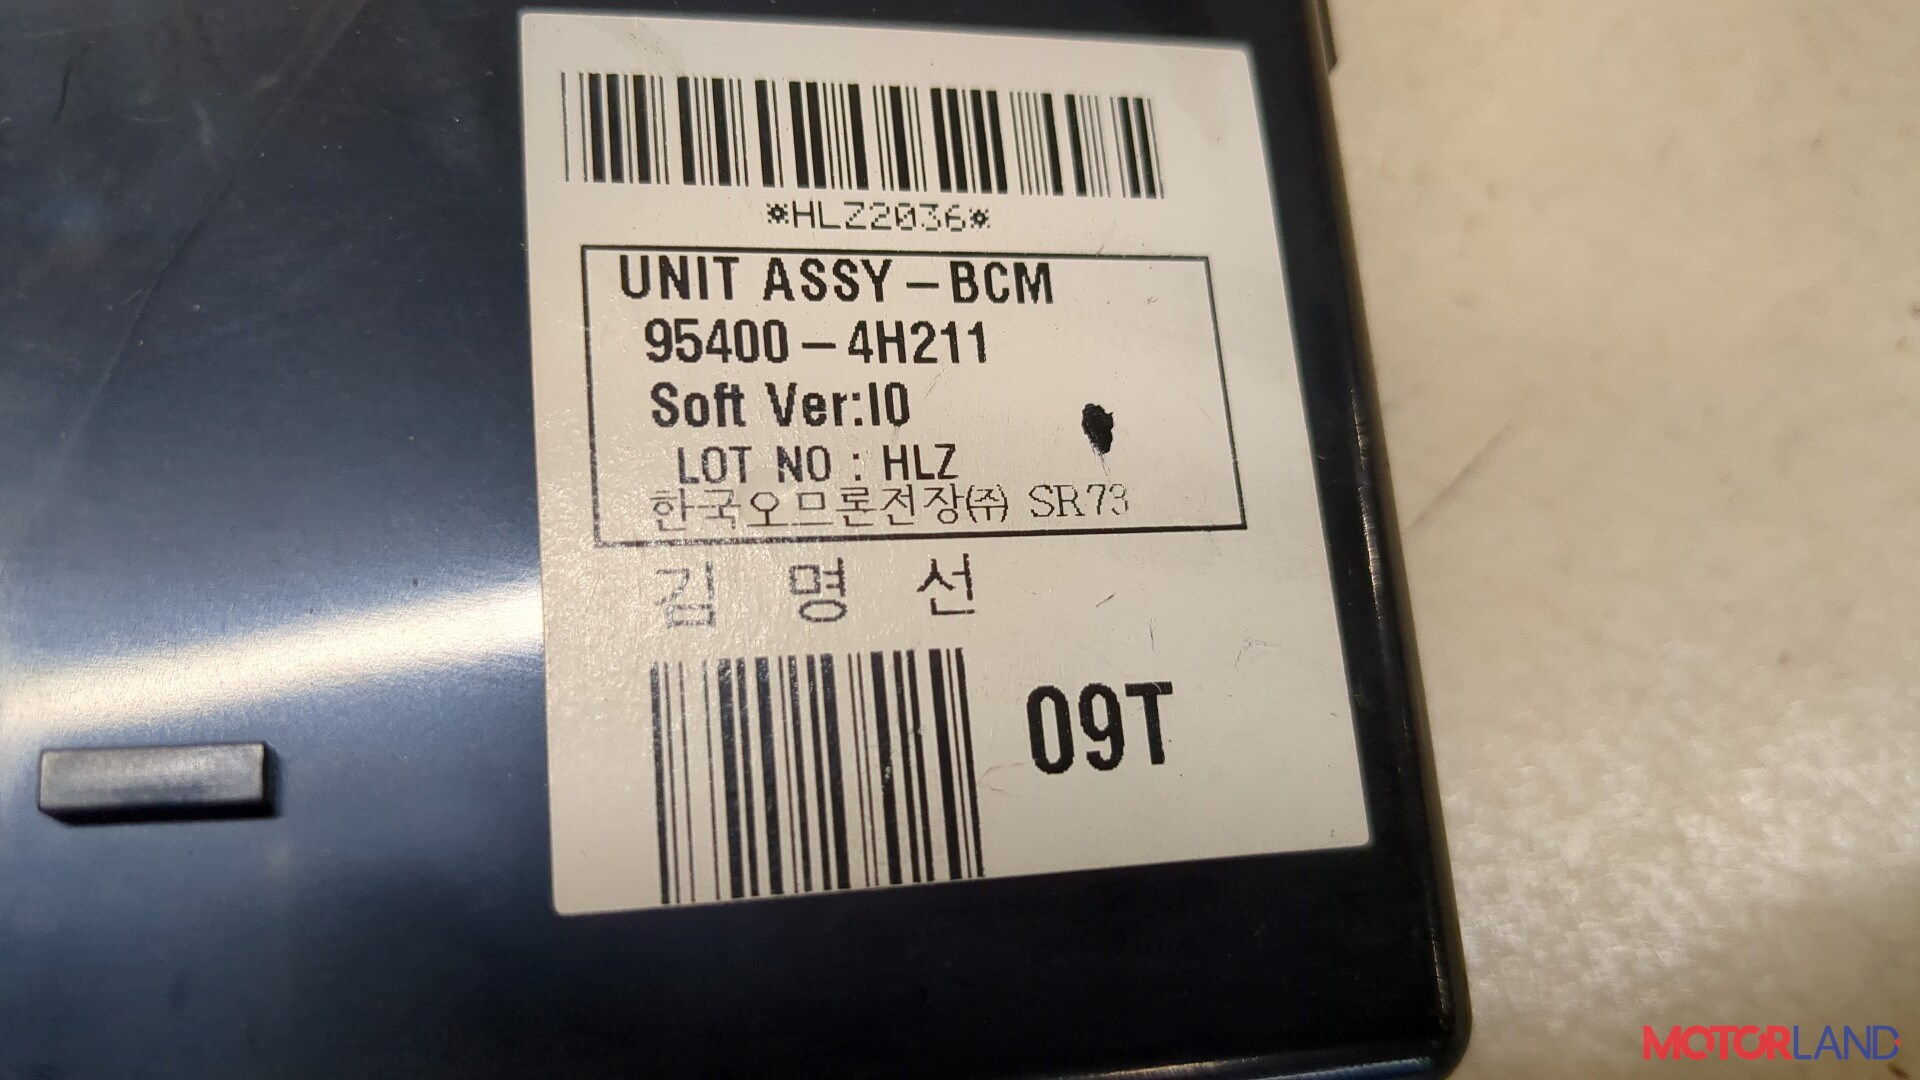 *HLZ2036*
UNIT ASSY-BCM
95400-4H211
Soft Ver:I0
LOT NO : HLZ
한국오므론전장㈜ SR73
김 명 선
09T
MOTORLAND